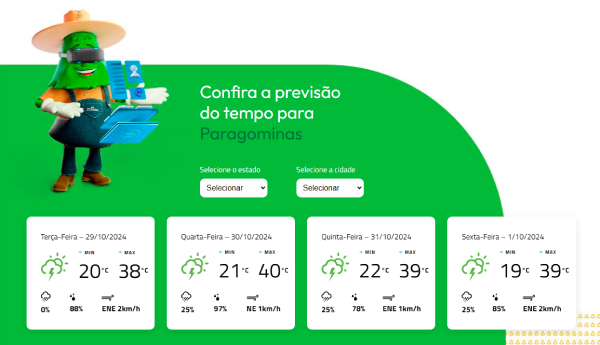 Confira a previsão
do tempo para
Paragominas
Selecione o estado
Selecione a cidade
Selecionar
Selecionar
Terça-Feira – 29/10/2024
MIN
MAX
20°C
38°C
0%
88%
ENE 2km/h
Quarta-Feira – 30/10/2024
MIN
MAX
21°C
40°C
25%
97%
NE 1km/h
Quinta-Feira – 31/10/2024
MIN
MAX
22°C
39°C
25%
78%
ENE 1km/h
Sexta-Feira – 1/10/2024
MIN
MAX
19°C
39°C
25%
85%
ENE 2km/h